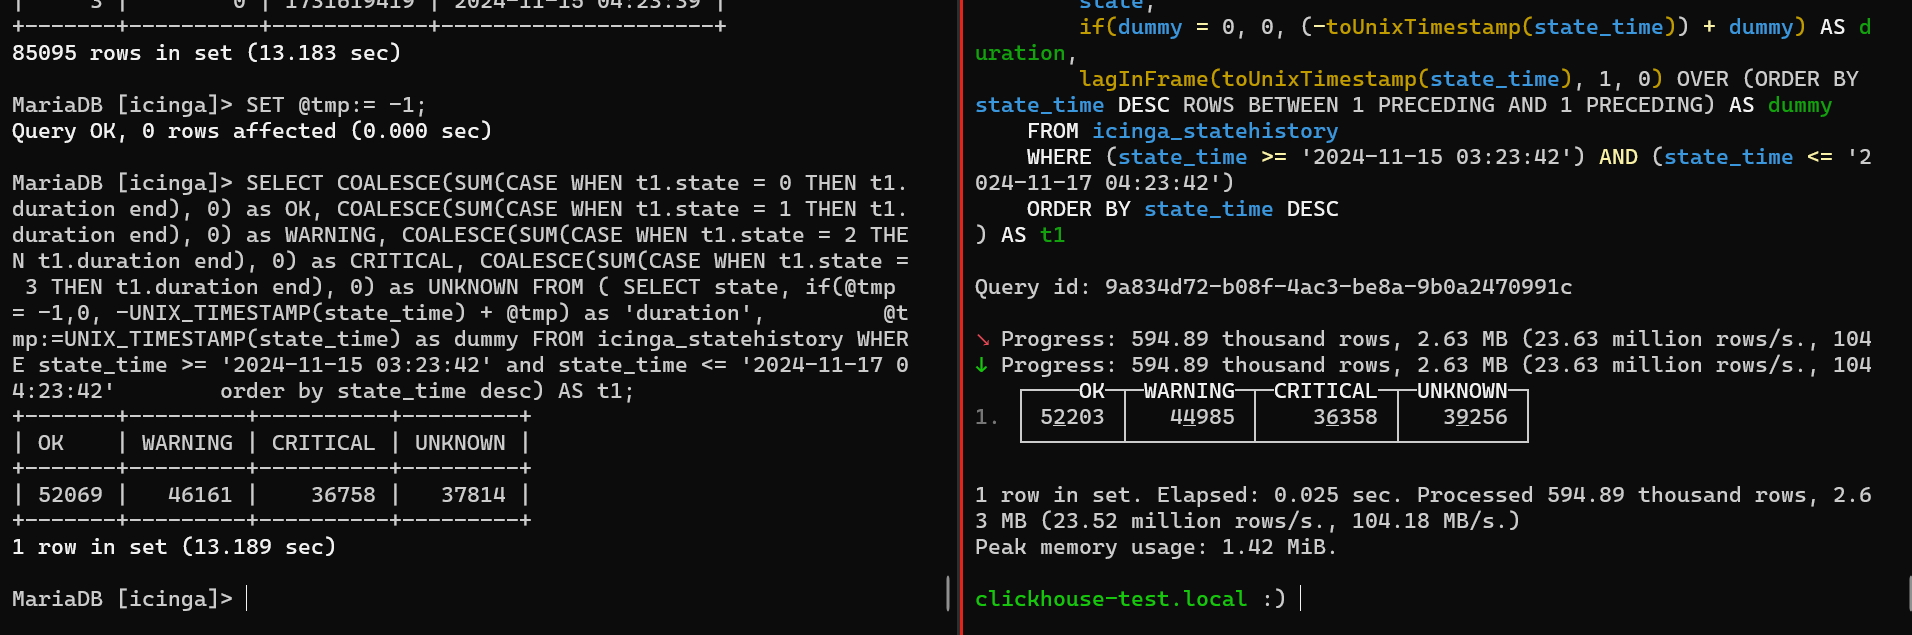 |     3 |        0 | 1731619419 | 2024-11-15 04:23:39 |
+-------+----------+------------+---------------------+
85095 rows in set (13.183 sec)
MariaDB [icinga]> SET @tmp:= -1;
Query OK, 0 rows affected (0.000 sec)
MariaDB [icinga]> SELECT COALESCE(SUM(CASE WHEN t1.state = 0 THEN t1.
duration end), 0) as OK, COALESCE(SUM(CASE WHEN t1.state = 1 THEN t1.
duration end), 0) as WARNING, COALESCE(SUM(CASE WHEN t1.state = 2 THE
N t1.duration end), 0) as CRITICAL, COALESCE(SUM(CASE WHEN t1.state =
 3 THEN t1.duration end), 0) as UNKNOWN FROM ( SELECT state, if(@tmp
= -1,0, -UNIX_TIMESTAMP(state_time) + @tmp) as 'duration',         @t
mp:=UNIX_TIMESTAMP(state_time) as dummy FROM icinga_statehistory WHER
E state_time >= '2024-11-15 03:23:42' and state_time <= '2024-11-17 0
4:23:42'        order by state_time desc) AS t1;
+-------+---------+----------+---------+
| OK    | WARNING | CRITICAL | UNKNOWN |
+-------+---------+----------+---------+
| 52069 |   46161 |    36758 |   37814 |
+-------+---------+----------+---------+
1 row in set (13.189 sec)
MariaDB [icinga]>
state,
if(dummy = 0, 0, (-toUnixTimestamp(state_time)) + dummy) AS d
uration,
lagInFrame(toUnixTimestamp(state_time), 1, 0) OVER (ORDER BY
state_time DESC ROWS BETWEEN 1 PRECEDING AND 1 PRECEDING) AS dummy
FROM icinga_statehistory
WHERE (state_time >= '2024-11-15 03:23:42') AND (state_time <= '2
024-11-17 04:23:42')
ORDER BY state_time DESC
) AS t1
Query id: 9a834d72-b08f-4ac3-be8a-9b0a2470991c
↘ Progress: 594.89 thousand rows, 2.63 MB (23.63 million rows/s., 104
↓ Progress: 594.89 thousand rows, 2.63 MB (23.63 million rows/s., 104
   ┌────OK─┬─WARNING─┬─CRITICAL─┬─UNKNOWN─┐
1. │ 52203 │   44985 │    36358 │   39256 │
   └───────┴─────────┴──────────┴─────────┘
1 row in set. Elapsed: 0.025 sec. Processed 594.89 thousand rows, 2.6
3 MB (23.52 million rows/s., 104.18 MB/s.)
Peak memory usage: 1.42 MiB.
clickhouse-test.local :)